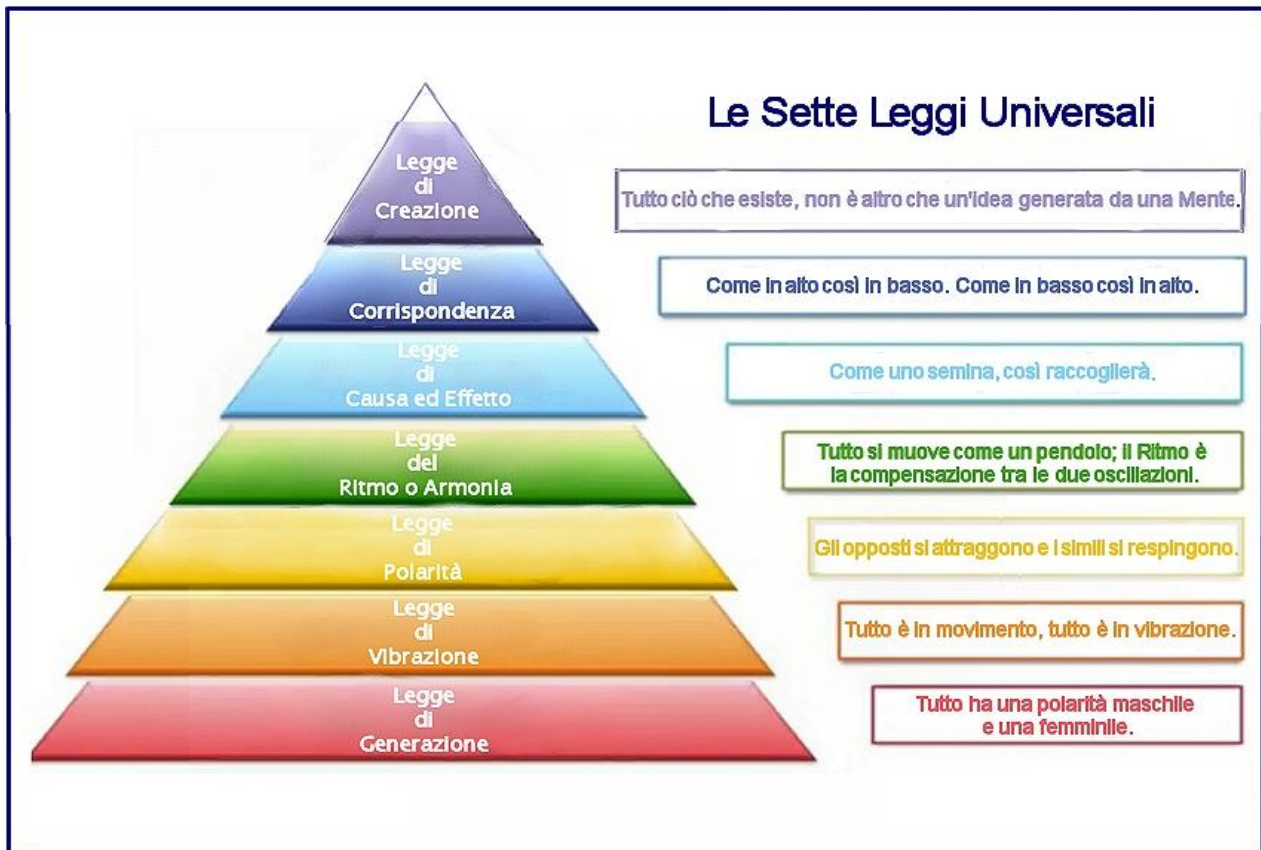 Le Sette Leggi Universali
Legge
di
Creazione
Tutto ciò che esiste, non è altro che un'idea generata da una Mente.
Legge
di
Corrispondenza
Come in alto così in basso. Come in basso così in alto.
Legge
di
Causa ed Effetto
Come uno semina, così raccoglierà.
Legge
del
Ritmo o Armonia
Tutto si muove come un pendolo; il Ritmo è
la compensazione tra le due oscillazioni.
Legge
di
Polarità
Gli opposti si attraggono e i simili si respingono.
Legge
di
Vibrazione
Tutto è in movimento, tutto è in vibrazione.
Legge
di
Generazione
Tutto ha una polarità maschile
e una femminile.